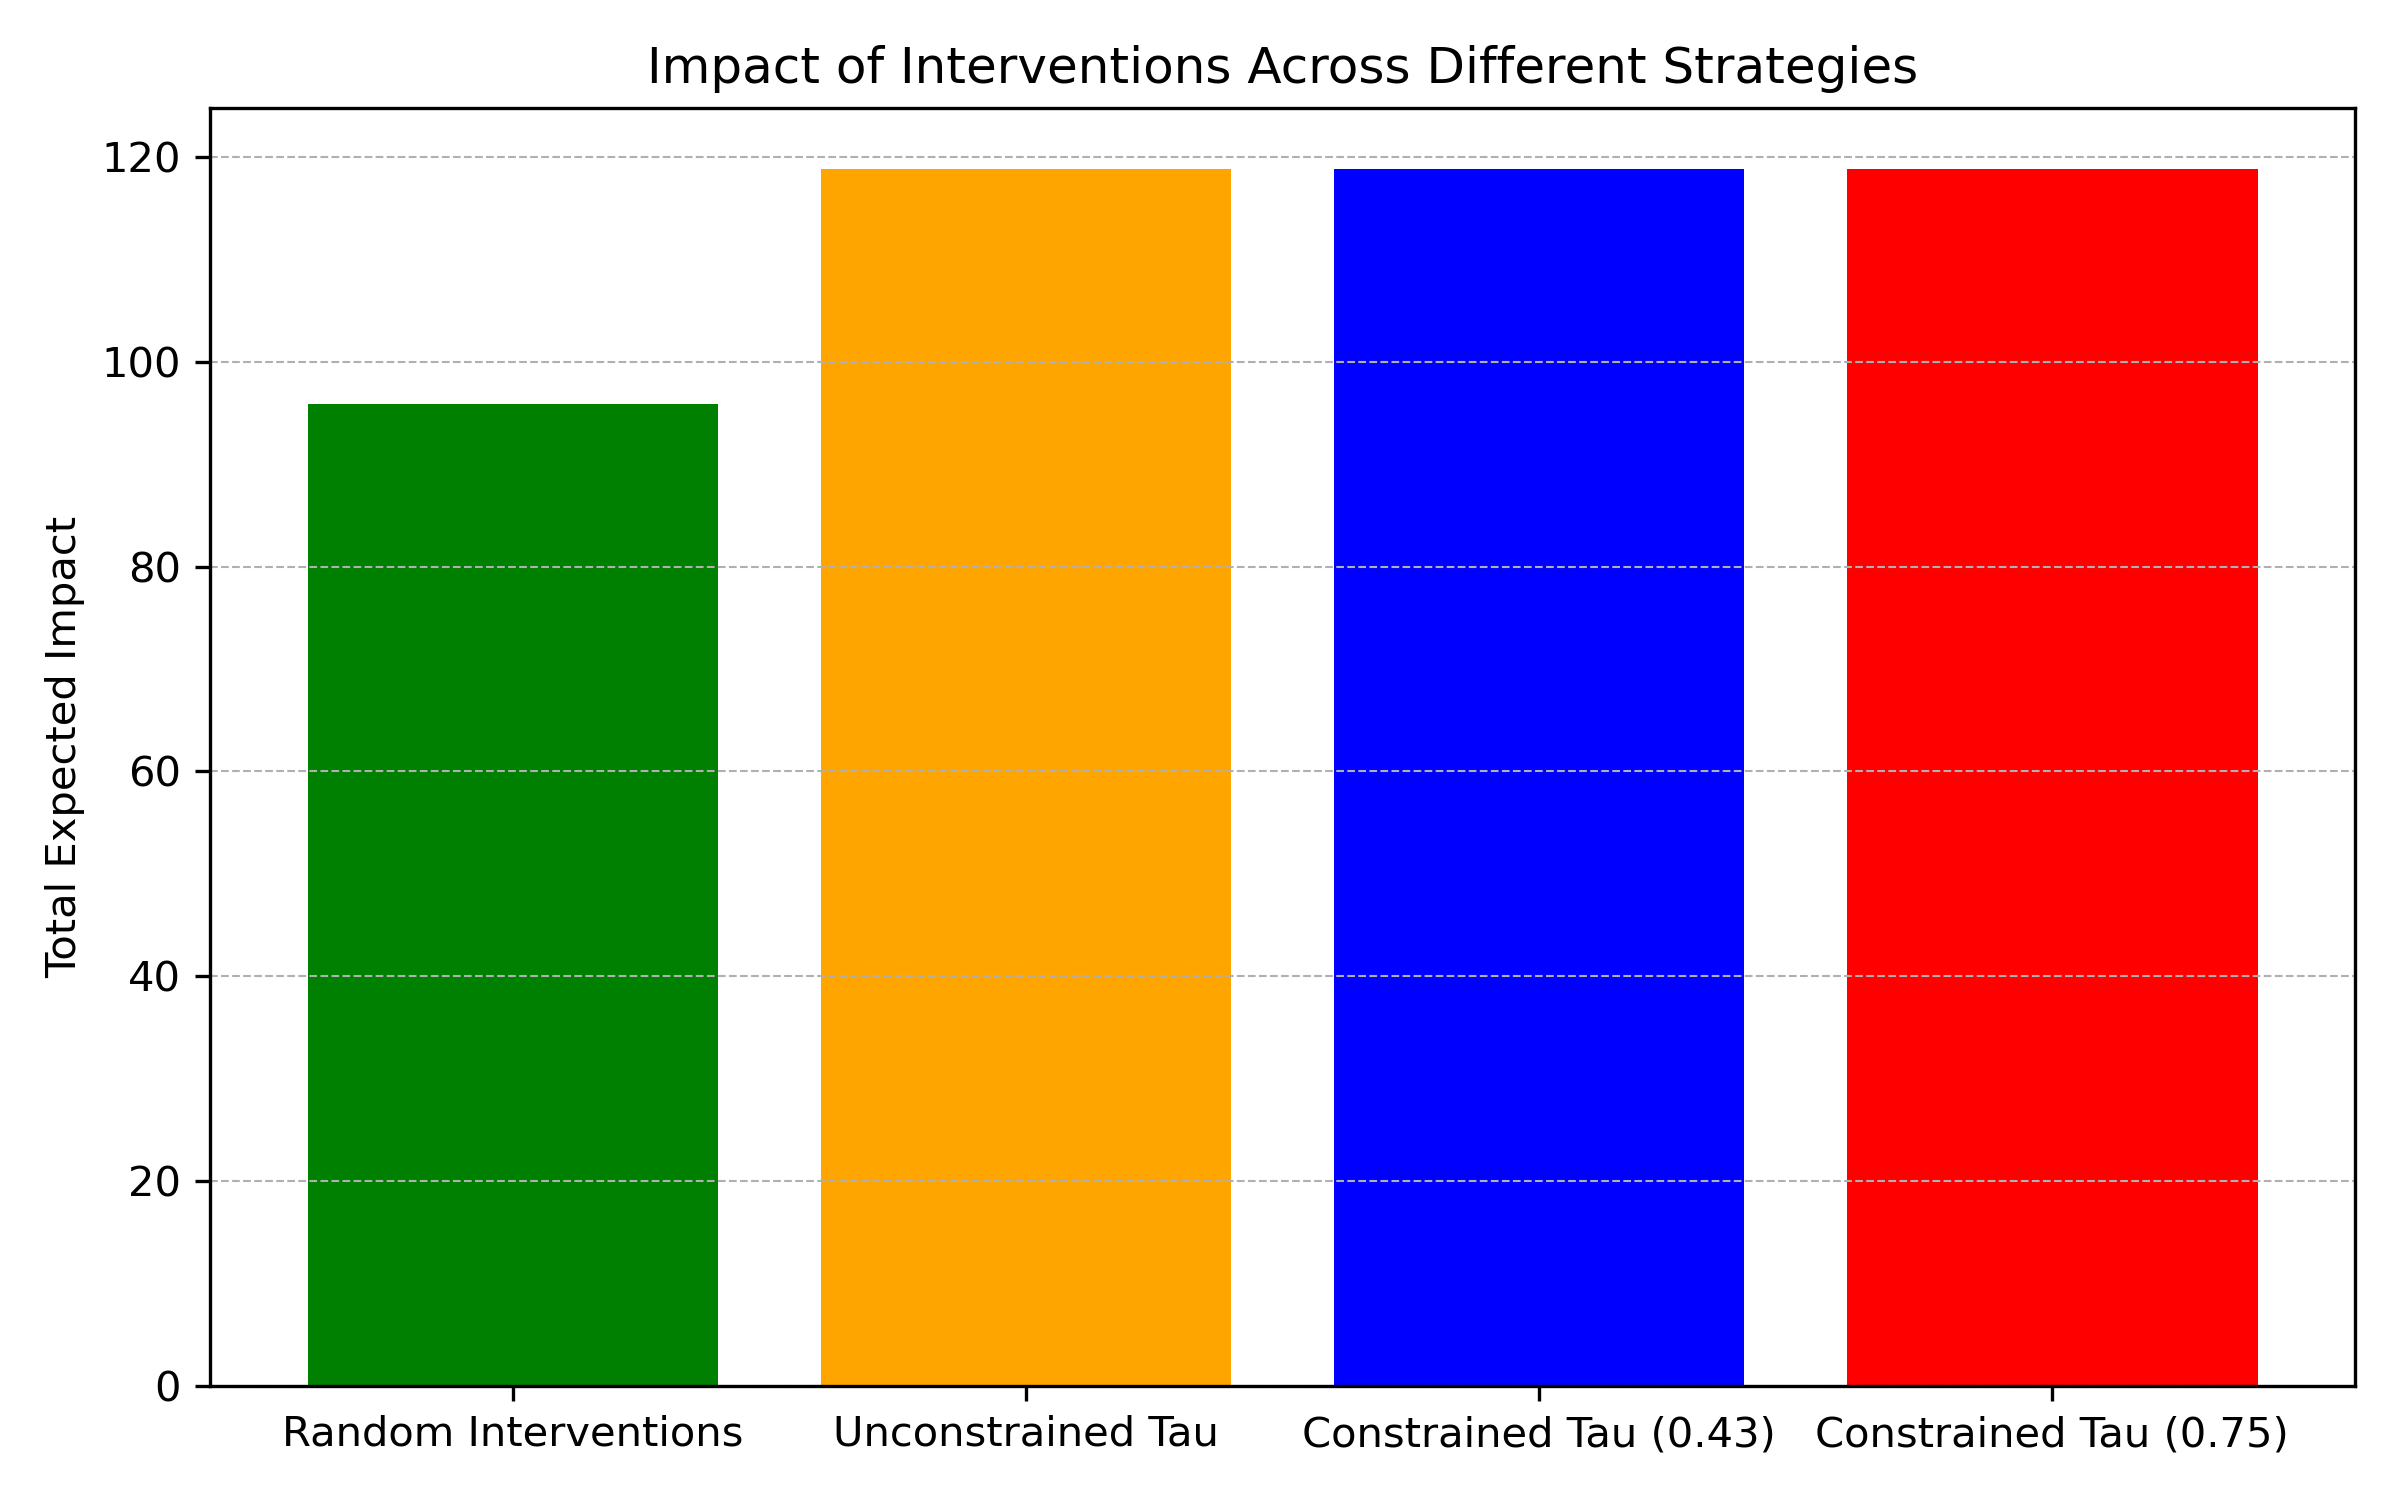 Impact of Interventions Across Different Strategies
Total Expected Impact
120
100
80
60
40
20
0
Random Interventions
Unconstrained Tau
Constrained Tau (0.43)
Constrained Tau (0.75)